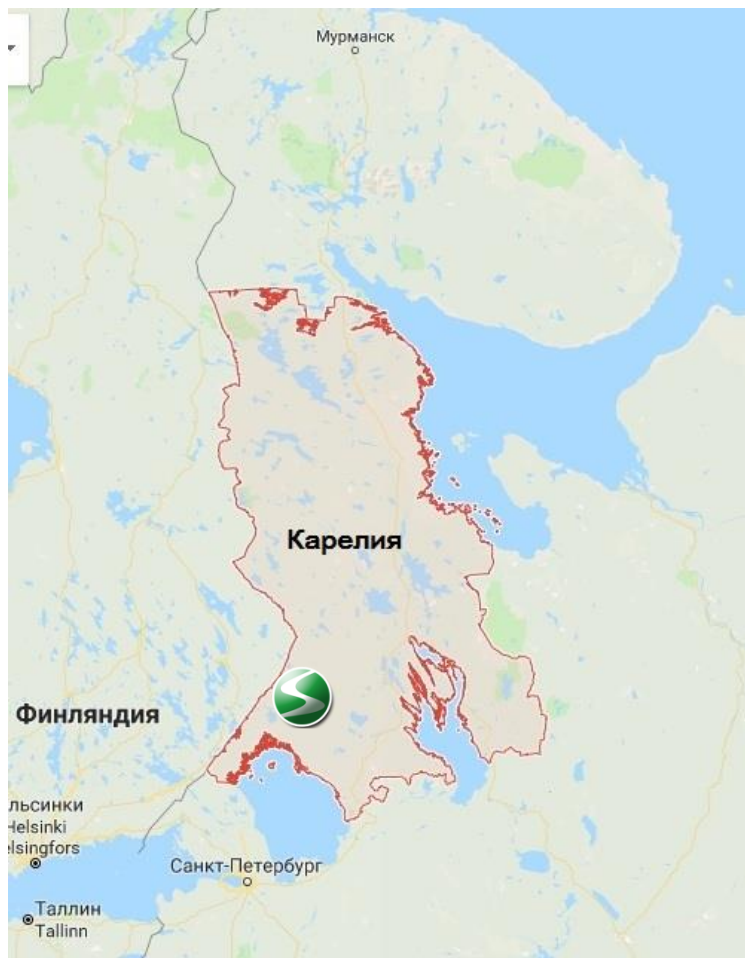 Мурманск
Карелия
Финляндия
льсинки
Helsinki
elsingfors
Санкт-Петербург
Таллин
Tallinn